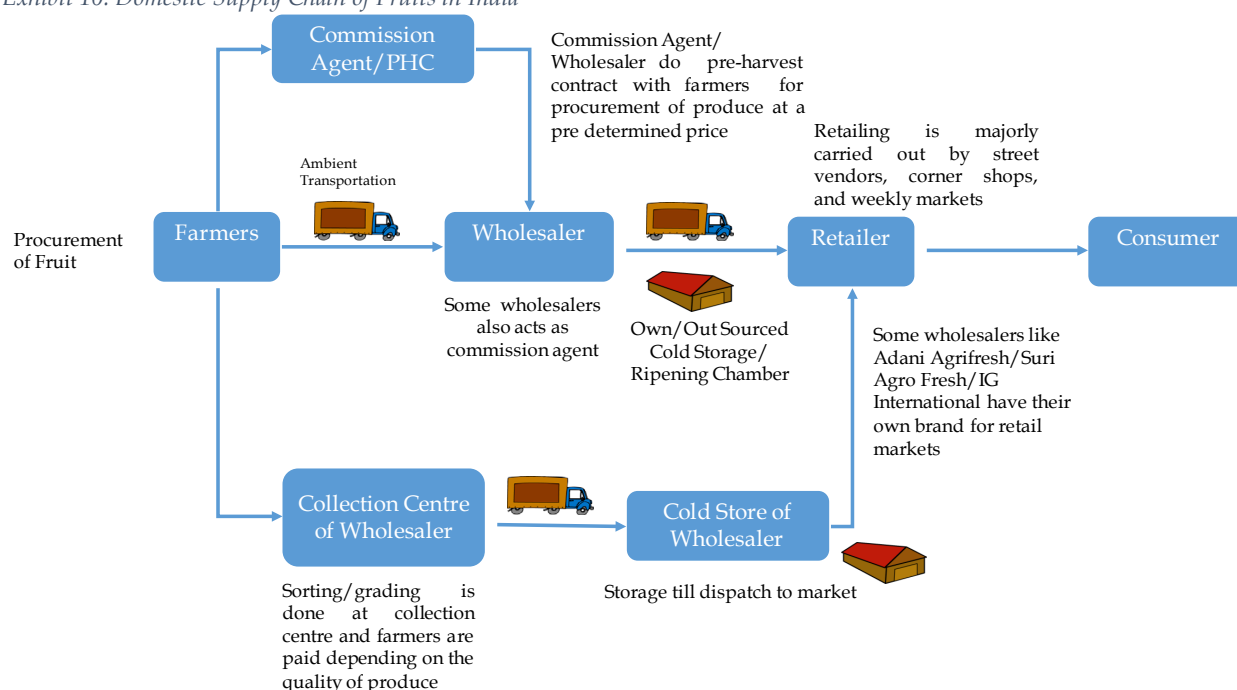 Exhibit 10: Domestic Supply Chain of Fruits in India
Commission
Agent/PHC
Commission Agent/
Wholesaler do pre-harvest
contract with farmers for
procurement of produce at a
pre determined price
Retailing is majorly
carried out by street
vendors, corner shops,
and weekly markets
Ambient
Transportation
Procurement
of Fruit
Farmers
Wholesaler
Retailer
Consumer
Some wholesalers
also acts as
commission agent
Own/Out Sourced
Cold Storage/
Ripening Chamber
Some wholesalers like
Adani Agrifresh/Suri
Agro Fresh/IG
International have their
own brand for retail
markets
Collection Centre
of Wholesaler
Cold Store of
Wholesaler
Sorting/grading is
done at collection
centre and farmers are
paid depending on the
quality of produce
Storage till dispatch to market